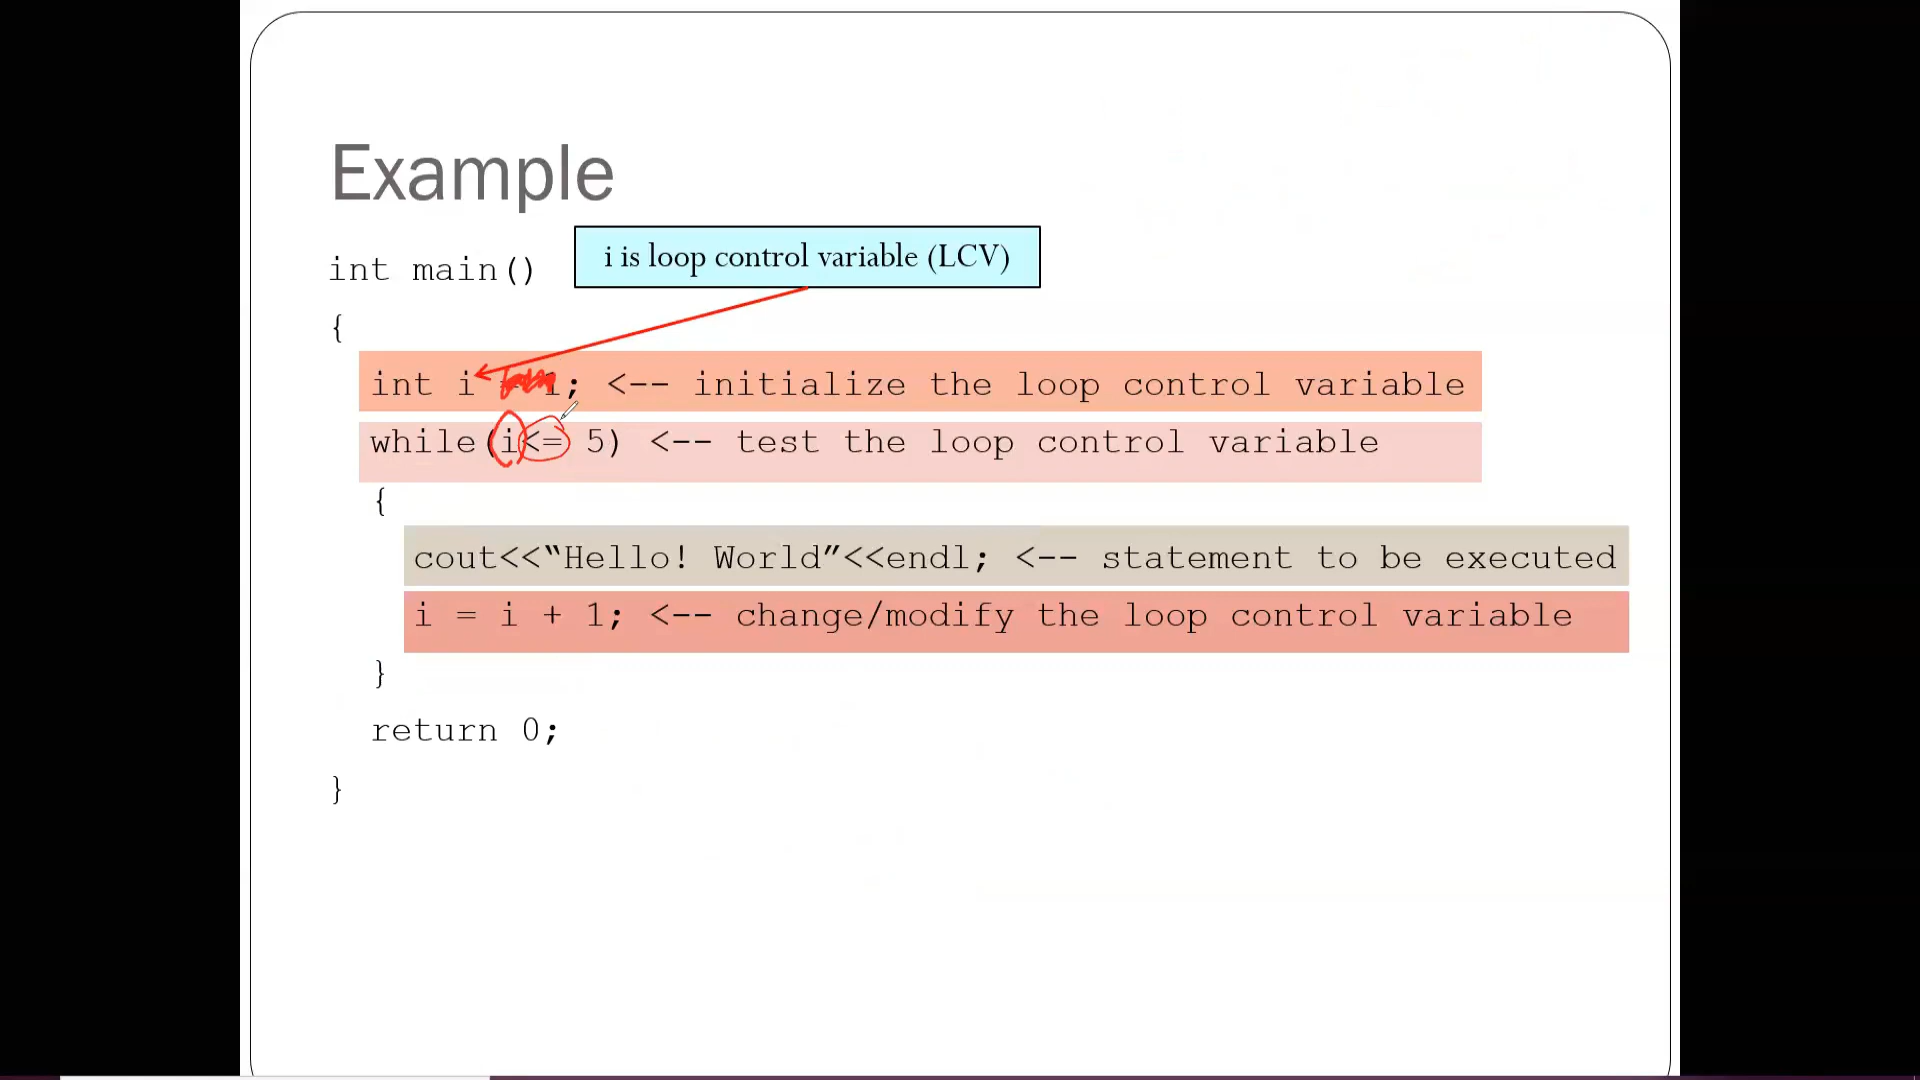 Example
i is loop control variable (LCV)
int main()
{
int i = 1; <-- initialize the loop control variable
while(i<= 5) <-- test the loop control variable
{
cout<<“Hello! World”<<endl; <-- statement to be executed
i = i + 1; <-- change/modify the loop control variable
}
return 0;
}